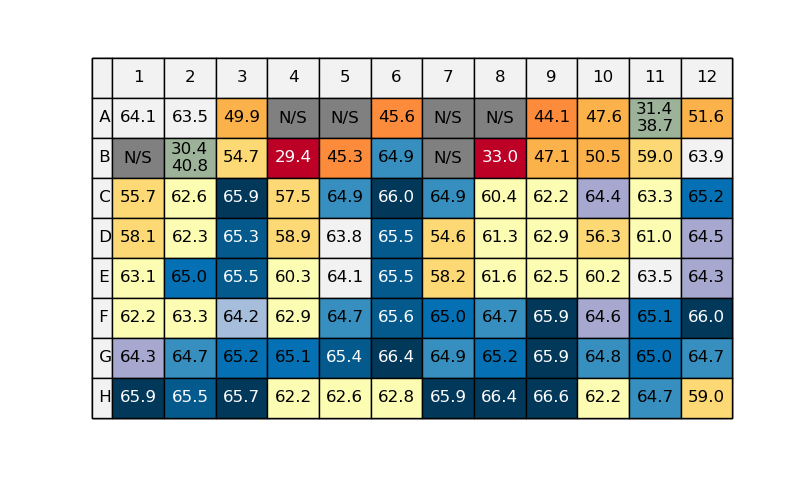 1 2 3 4 5 6 7 8 9 10 11 12
A 64.1 63.5 49.9 N/S N/S 45.6 N/S N/S 44.1 47.6 31.4 38.7 51.6
B N/S 30.4 40.8 54.7 29.4 45.3 64.9 N/S 33.0 47.1 50.5 59.0 63.9
C 55.7 62.6 65.9 57.5 64.9 66.0 64.9 60.4 62.2 64.4 63.3 65.2
D 58.1 62.3 65.3 58.9 63.8 65.5 54.6 61.3 62.9 56.3 61.0 64.5
E 63.1 65.0 65.5 60.3 64.1 65.5 58.2 61.6 62.5 60.2 63.5 64.3
F 62.2 63.3 64.2 62.9 64.7 65.6 65.0 64.7 65.9 64.6 65.1 66.0
G 64.3 64.7 65.2 65.1 65.4 66.4 64.9 65.2 65.9 64.8 65.0 64.7
H 65.9 65.5 65.7 62.2 62.6 62.8 65.9 66.4 66.6 62.2 64.7 59.0